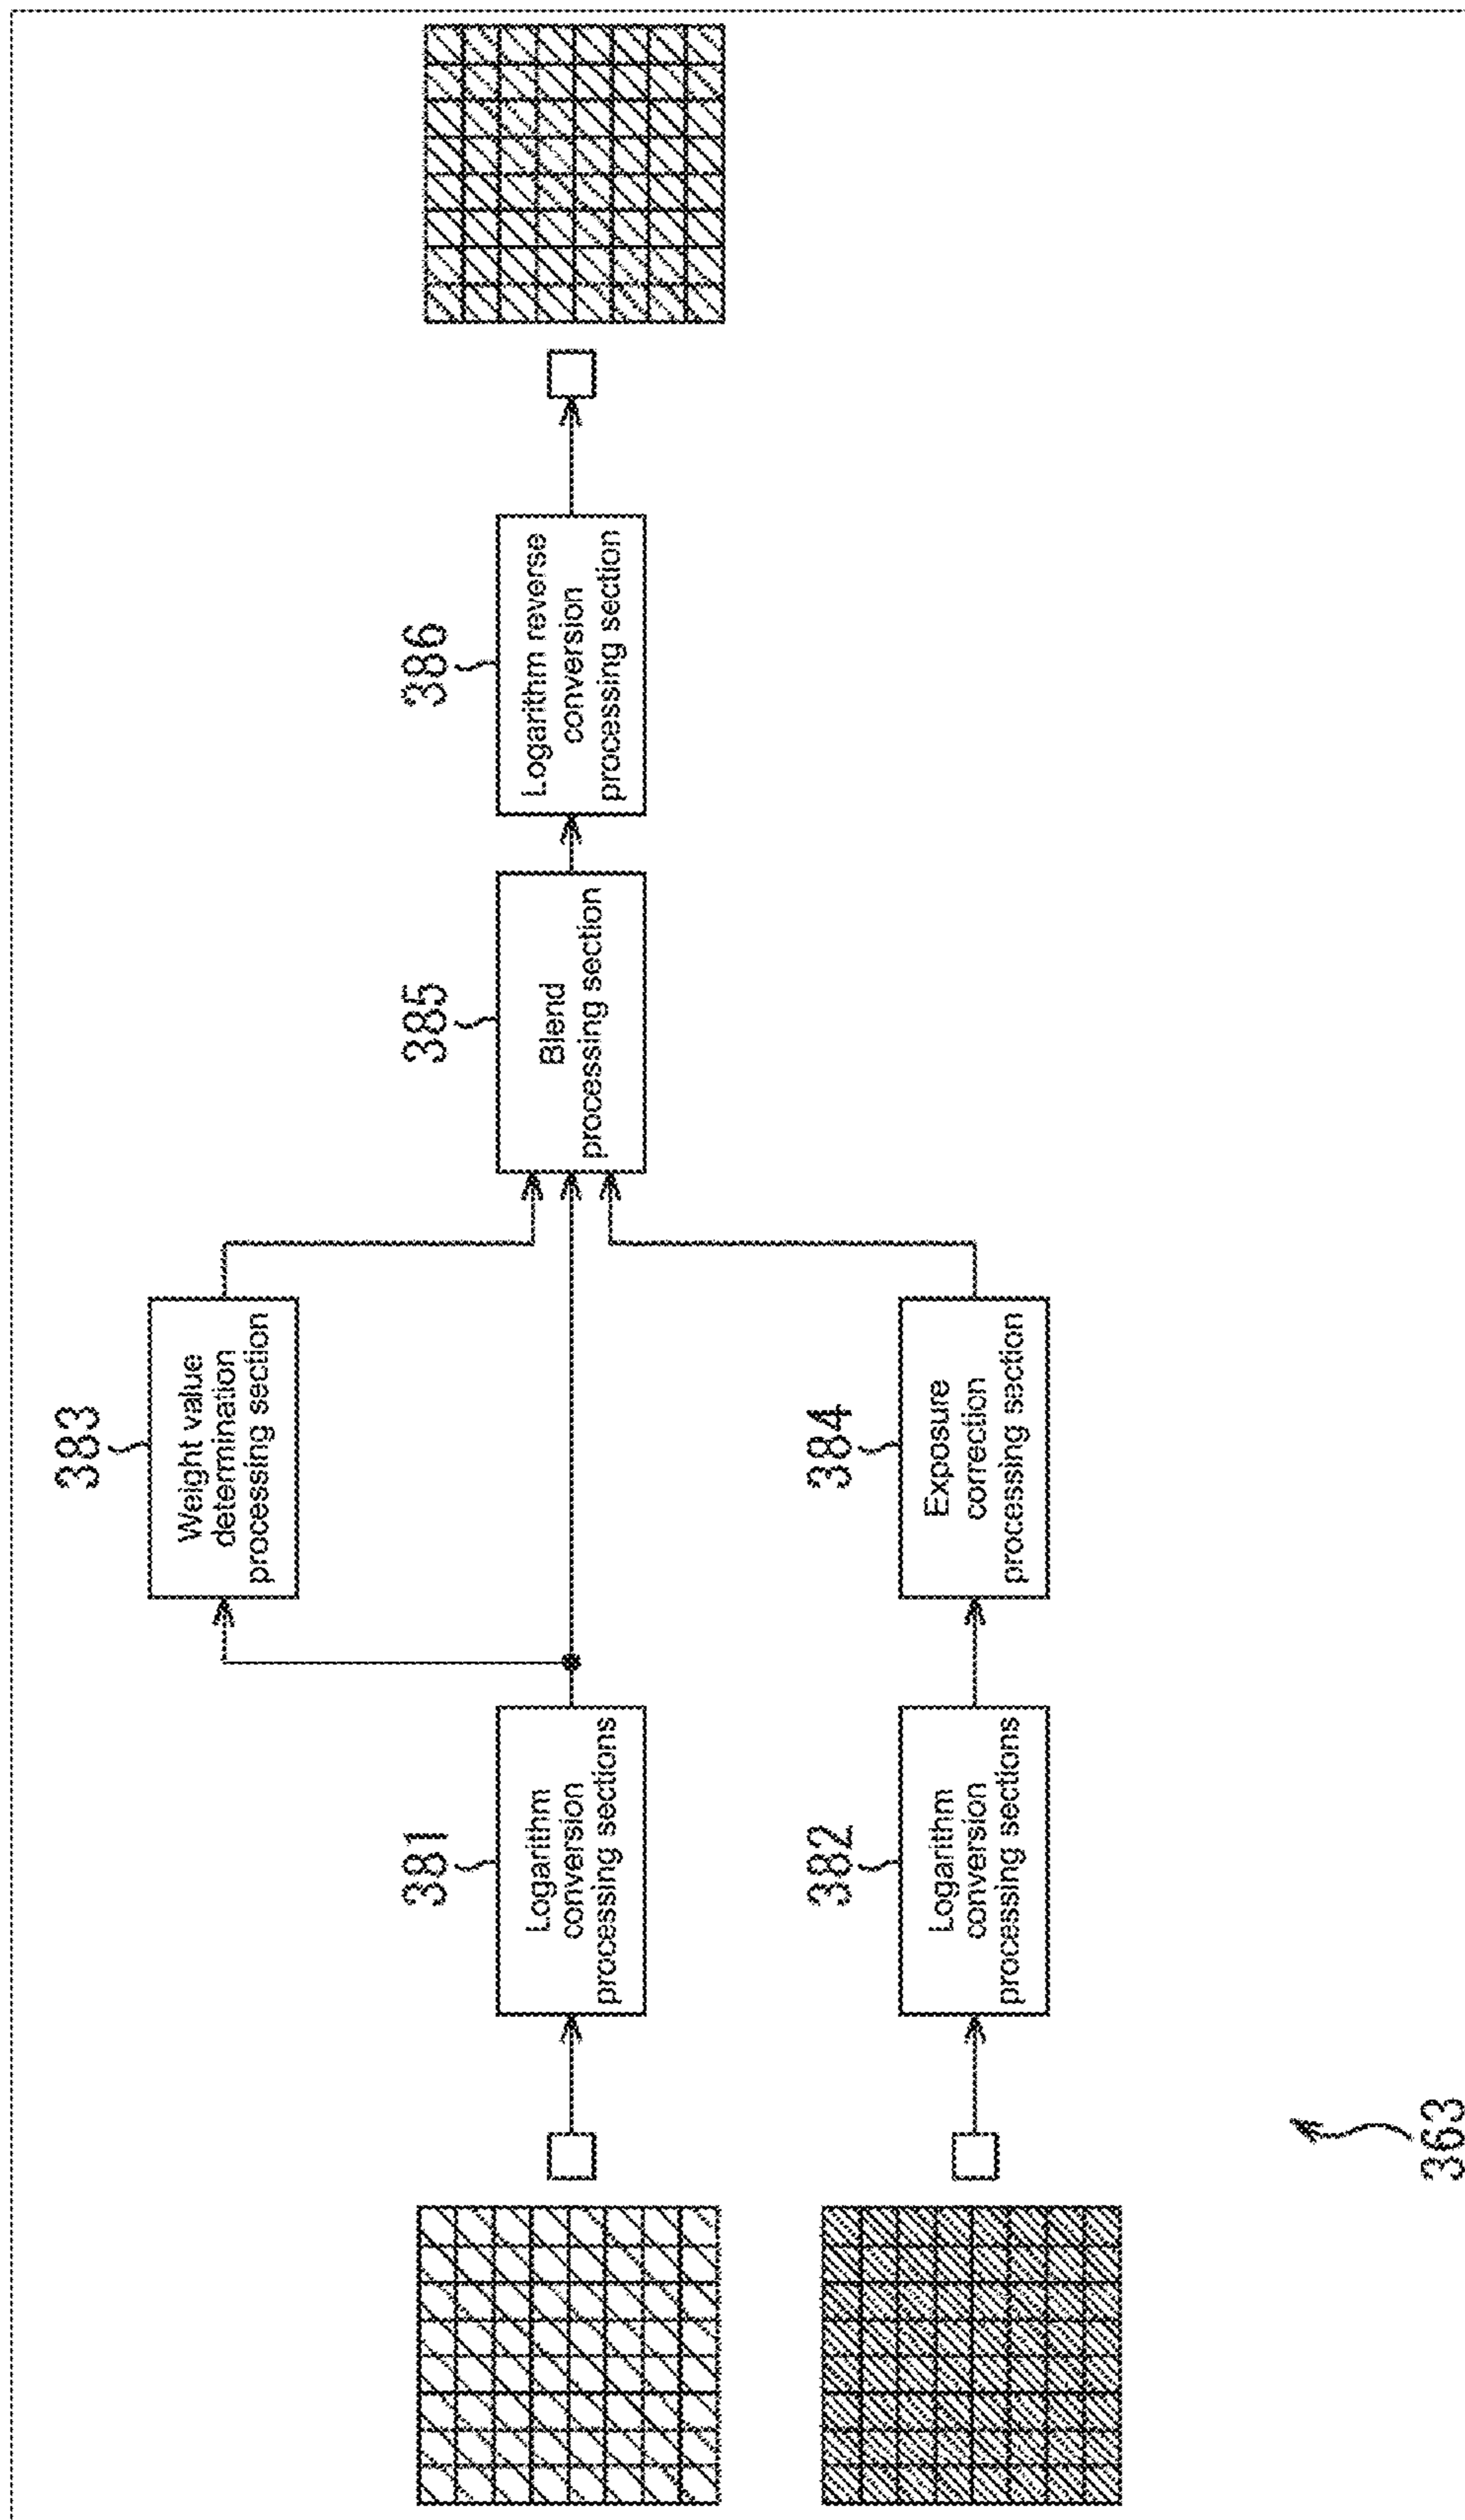 383
Weight value
determination
processing section
381
Logarithm
conversion
processing sections
385
Blend
processing section
386
Logarithm reverse
conversion
processing section
382
Logarithm
conversion
processing sections
384
Exposure
correction
processing section
363